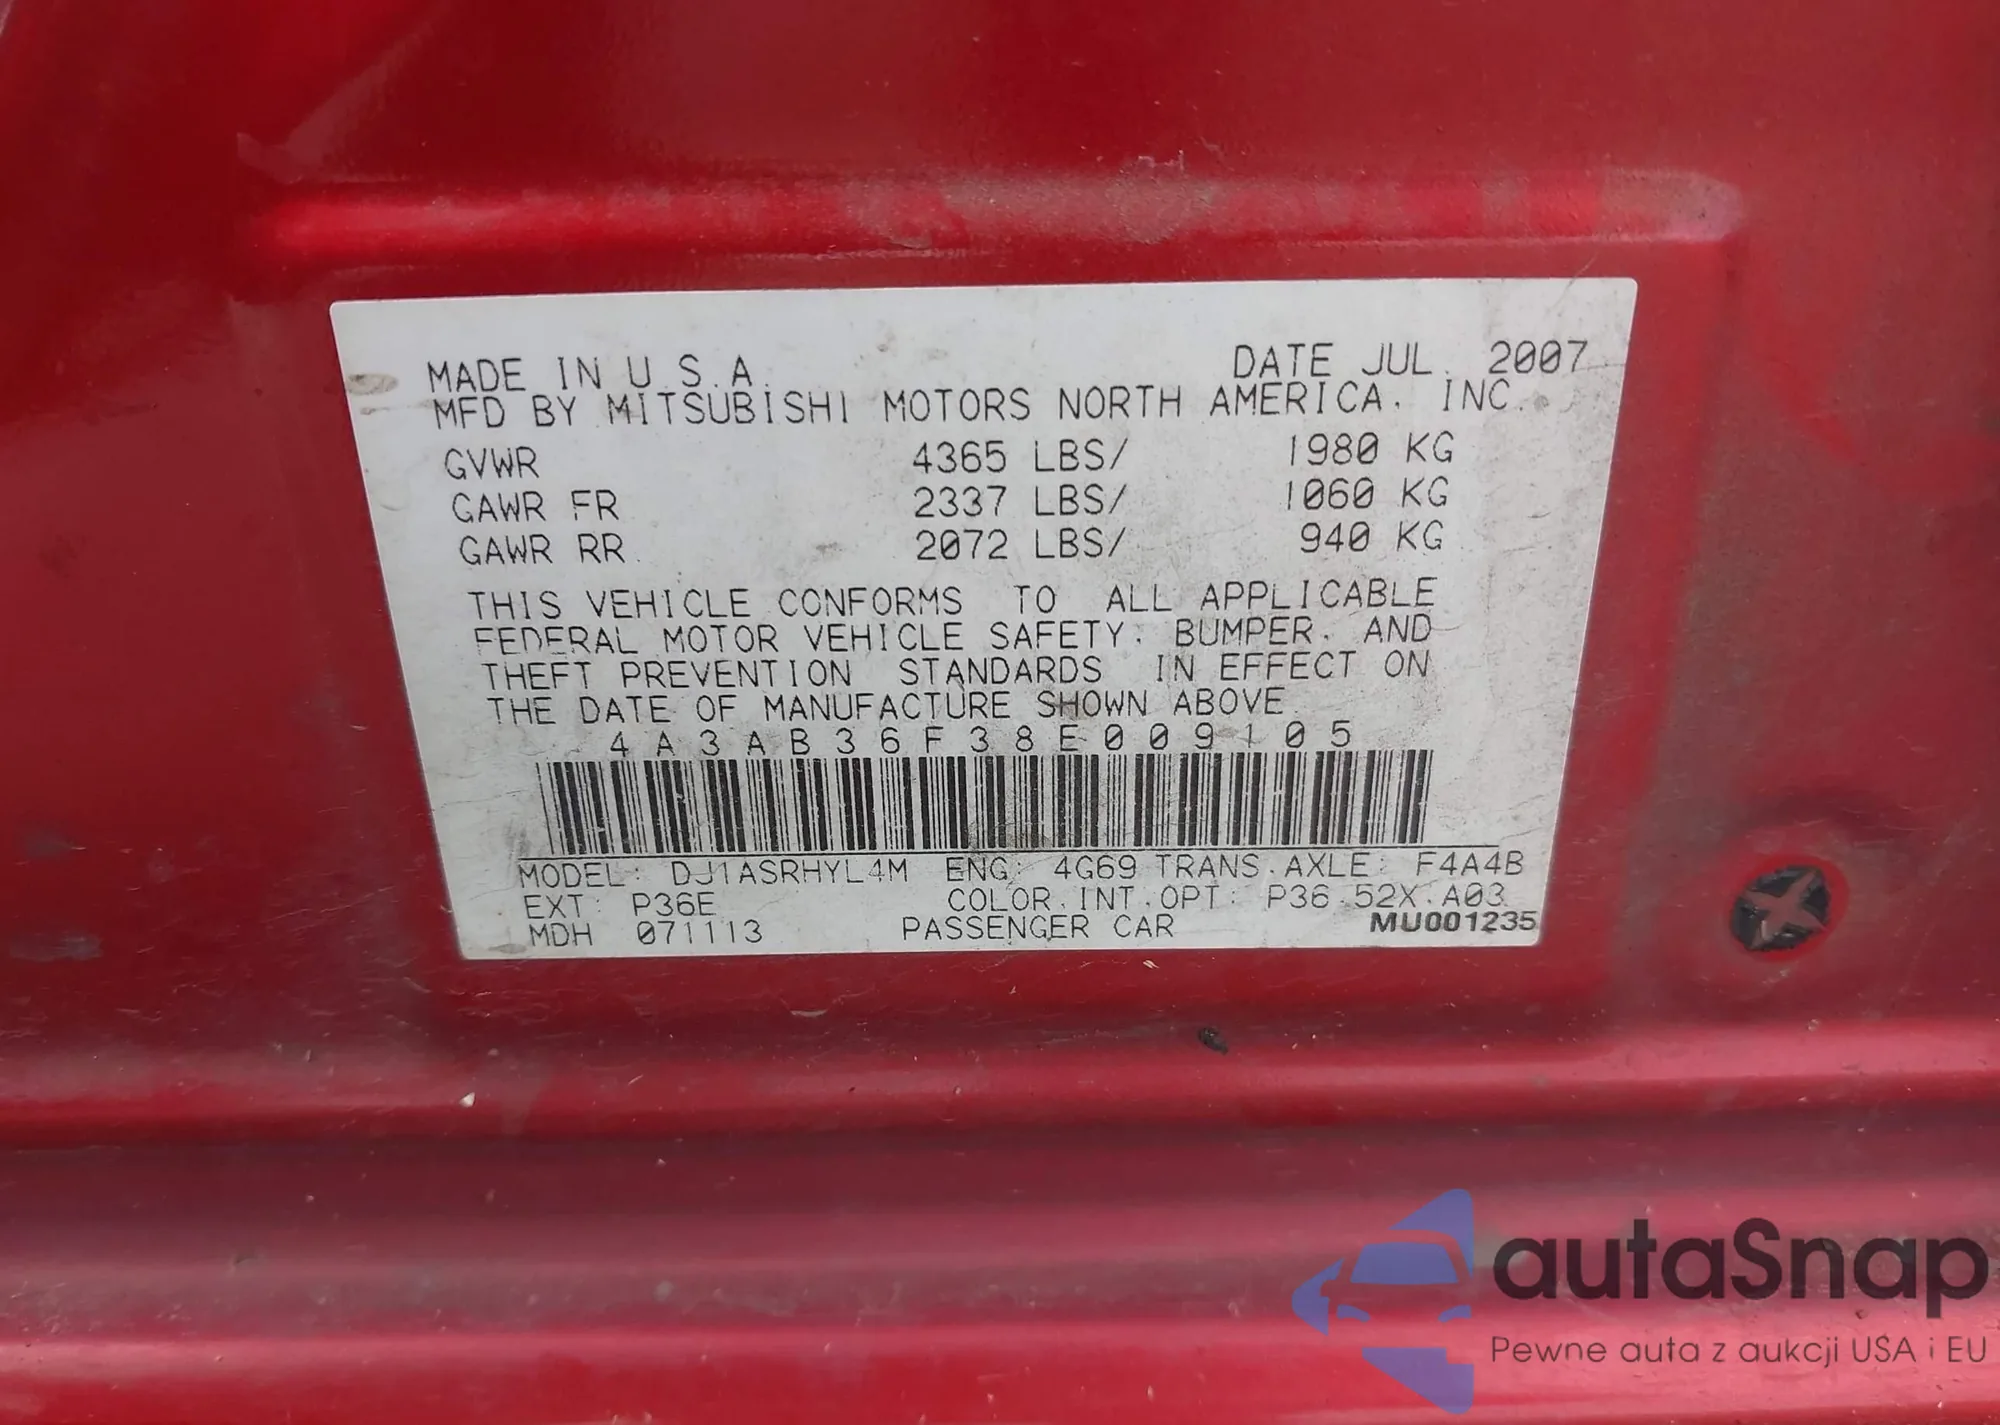 MADE IN U.S.A. DATE JUL. 2007
MFD BY MITSUBISHI MOTORS NORTH AMERICA, INC.
GVWR 4365 LBS/ 1980 KG
GAWR FR 2337 LBS/ 1060 KG
GAWR RR 2072 LBS/ 940 KG
THIS VEHICLE CONFORMS TO ALL APPLICABLE
FEDERAL MOTOR VEHICLE SAFETY, BUMPER, AND
THEFT PREVENTION STANDARDS IN EFFECT ON
THE DATE OF MANUFACTURE SHOWN ABOVE.
4A3AB36F38E009105
MODEL: DJ1ASRHYL4M ENG: 4G69 TRANS.AXLE: F4A4B
EXT: P36E COLOR.INT.OPT: P36.52X.A03
MDH 071113 PASSENGER CAR MU001235
autaSnap
Pewne auta z aukcji USA i EU